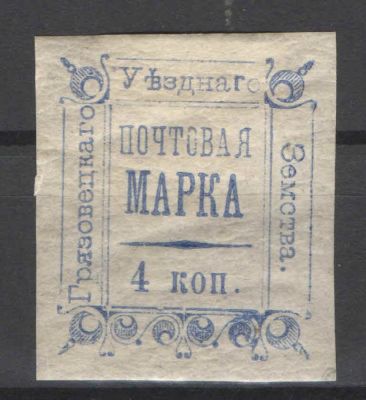 Грязовецкаго
Уѣзднаго
Земства.
ПОЧТОВАЯ
МАРКА
4 коп.